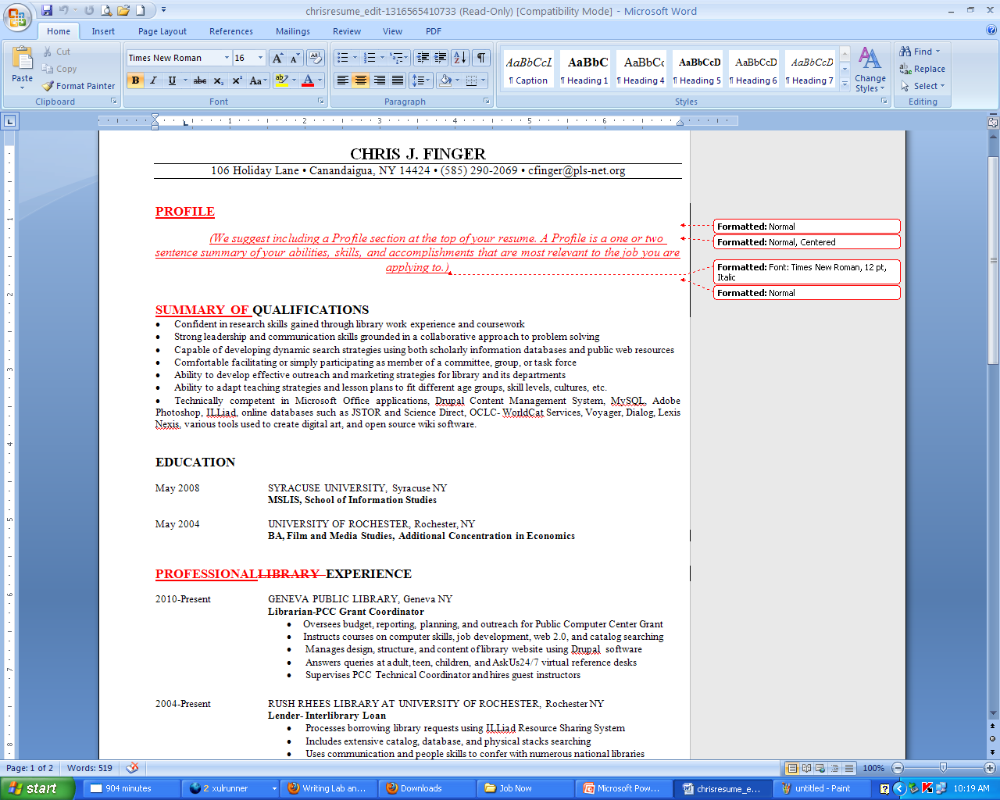 chrisresume_edit-1316565410733 (Read-Only) [Compatibility Mode] - Microsoft Word
Home Insert Page Layout References Mailings Review View PDF
Paste
Cut
Copy
Format Painter
Clipboard
Times New Roman 16
B I U abc X₂ X² Aa
Font
Paragraph
AaBbCcI AaBbC AaBbCc AaBbCcD AaBbCcD AaBbCcD
¶ Caption ¶ Heading 1 ¶ Heading 4 ¶ Heading 5 ¶ Heading 6 ¶ Heading 7
Change Styles
Styles
Find
Replace
Select
Editing
1 2 3 4 5 6
CHRIS J. FINGER
106 Holiday Lane • Canandaigua, NY 14424 • (585) 290-2069 • cfinger@pls-net.org
PROFILE
(We suggest including a Profile section at the top of your resume. A Profile is a one or two
sentence summary of your abilities, skills, and accomplishments that are most relevant to the job you are
applying to.)
Formatted: Normal
Formatted: Normal, Centered
Formatted: Font: Times New Roman, 12 pt,
Italic
Formatted: Normal
SUMMARY OF QUALIFICATIONS
• Confident in research skills gained through library work experience and coursework
• Strong leadership and communication skills grounded in a collaborative approach to problem solving
• Capable of developing dynamic search strategies using both scholarly information databases and public web resources
• Comfortable facilitating or simply participating as member of a committee, group, or task force
• Ability to develop effective outreach and marketing strategies for library and its departments
• Ability to adapt teaching strategies and lesson plans to fit different age groups, skill levels, cultures, etc.
• Technically competent in Microsoft Office applications, Drupal Content Management System, MySQL, Adobe
Photoshop, ILLiad, online databases such as JSTOR and Science Direct, OCLC- WorldCat Services, Voyager, Dialog, Lexis
Nexis, various tools used to create digital art, and open source wiki software.
EDUCATION
May 2008 SYRACUSE UNIVERSITY, Syracuse NY
MSLIS, School of Information Studies
May 2004 UNIVERSITY OF ROCHESTER, Rochester, NY
BA, Film and Media Studies, Additional Concentration in Economics
PROFESSIONALLIBRARY EXPERIENCE
2010-Present GENEVA PUBLIC LIBRARY, Geneva NY
Librarian-PCC Grant Coordinator
• Oversees budget, reporting, planning, and outreach for Public Computer Center Grant
• Instructs courses on computer skills, job development, web 2.0, and catalog searching
• Manages design, structure, and content of library website using Drupal software
• Answers queries at adult, teen, children, and AskUs24/7 virtual reference desks
• Supervises PCC Technical Coordinator and hires guest instructors
2004-Present RUSH RHEES LIBRARY AT UNIVERSITY OF ROCHESTER, Rochester NY
Lender- Interlibrary Loan
• Processes borrowing library requests using ILLiad Resource Sharing System
• Includes extensive catalog, database, and physical stacks searching
• Uses communication and people skills to confer with numerous national libraries
1 2 3 4 5 6 7 8
Page: 1 of 2 Words: 519 100%
start 904 minutes 2 xulrunner Writing Lab an... Downloads Job Now Microsoft Pow... chrisresume_e... untitled - Paint 10:19 AM